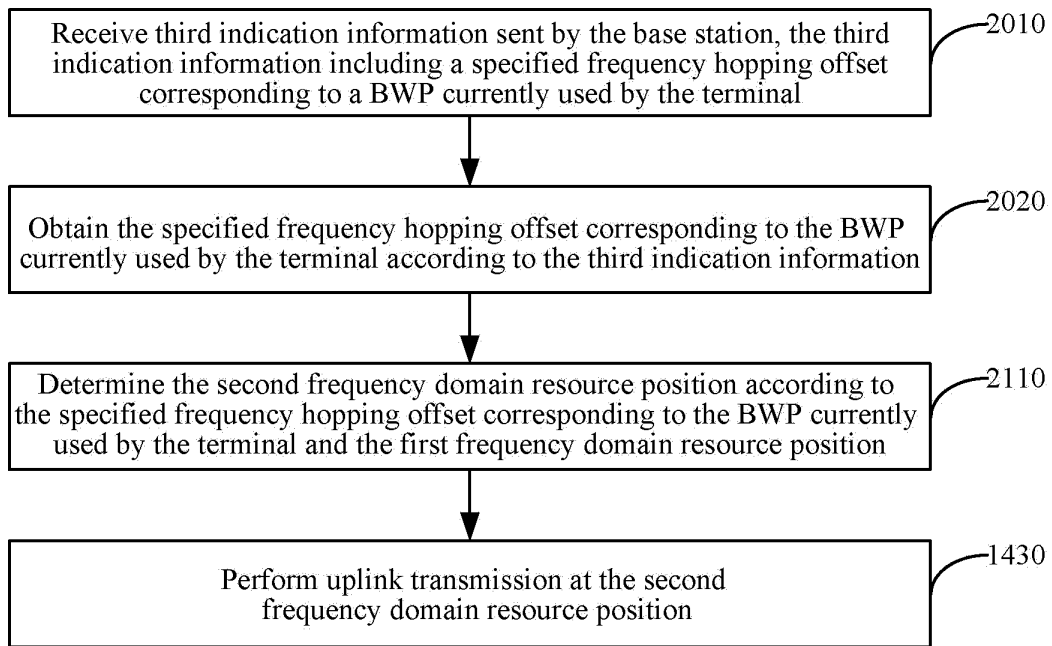 Receive third indication information sent by the base station, the third
indication information including a specified frequency hopping offset
corresponding to a BWP currently used by the terminal
2010
Obtain the specified frequency hopping offset corresponding to the BWP
currently used by the terminal according to the third indication information
2020
Determine the second frequency domain resource position according to
the specified frequency hopping offset corresponding to the BWP currently
used by the terminal and the first frequency domain resource position
2110
Perform uplink transmission at the second
frequency domain resource position
1430